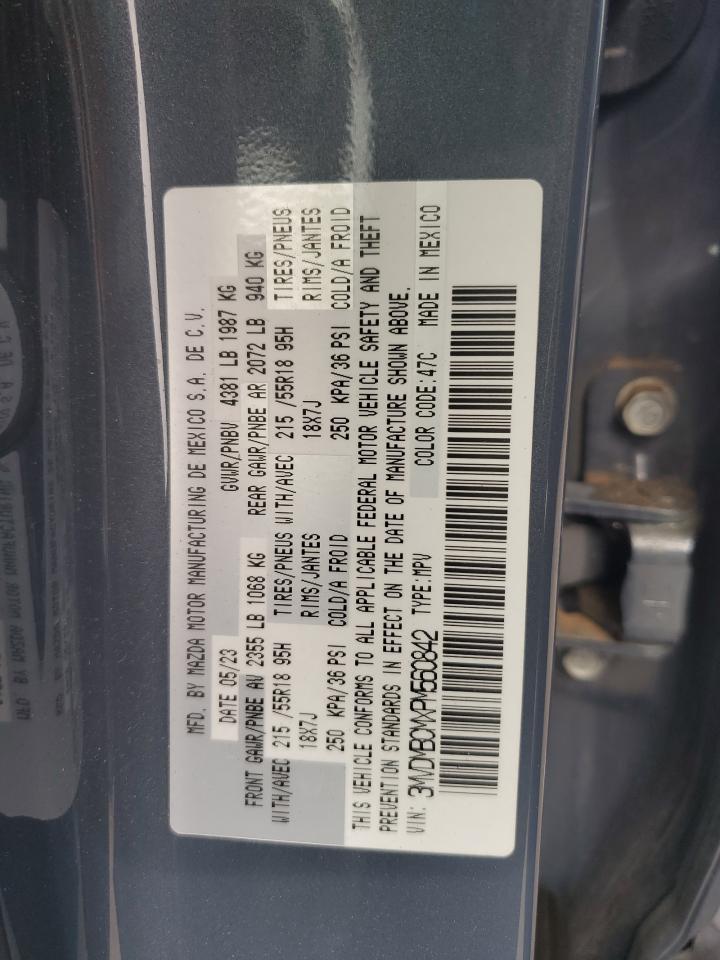 MFD. BY MAZDA MOTOR MANUFACTURING DE MEXICO S.A. DE C.V.
DATE 05/23 GVWR/PNBV 4381 LB 1987 KG
FRONT GAWR/PNBE AV 2355 LB 1068 KG REAR GAWR/PNBE AR 2072 LB 940 KG
WITH/AVEC 215 /55R18 95H TIRES/PNEUS WITH/AVEC 215 /55R18 95H TIRES/PNEUS
18X7J RIMS/JANTES 18X7J RIMS/JANTES
250 KPA/36 PSI COLD/A FROID 250 KPA/36 PSI COLD/A FROID
THIS VEHICLE CONFORMS TO ALL APPLICABLE FEDERAL MOTOR VEHICLE SAFETY AND THEFT
PREVENTION STANDARDS IN EFFECT ON THE DATE OF MANUFACTURE SHOWN ABOVE.
VIN: 3MVDMBCMXPM560842 TYPE:MPV COLOR CODE:47C MADE IN MEXICO